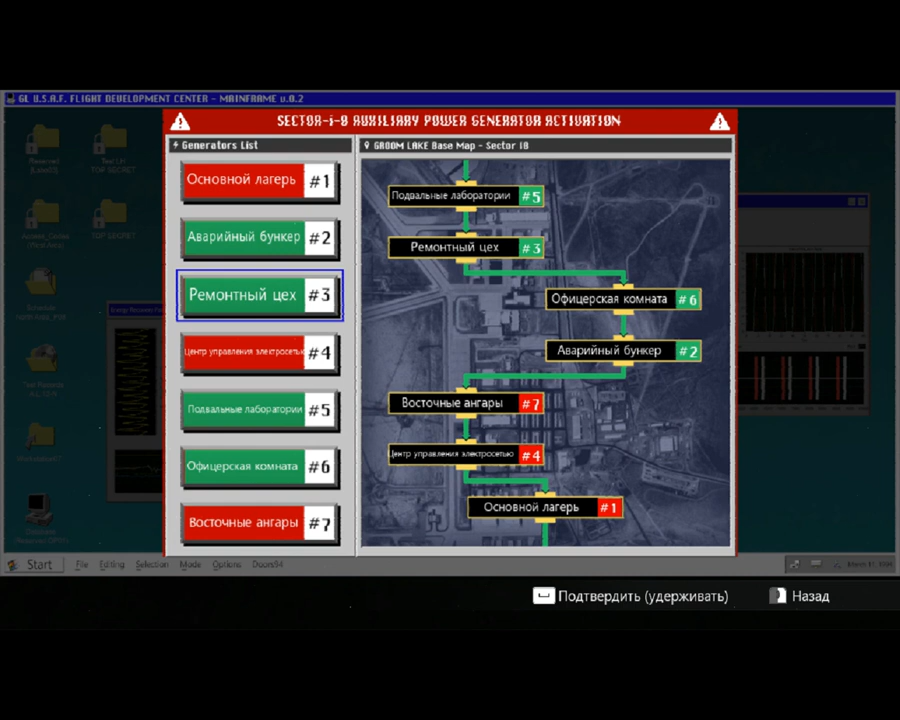 GL U.S.A.F. FLIGHT DEVELOPMENT CENTER - MAINFRAME v.0.2
SECTOR-i-8 AUXILIARY POWER GENERATOR ACTIVATION
Generators List
GROOM LAKE Base Map - Sector i8
Основной лагерь #1
Аварийный бункер #2
Ремонтный цех #3
Центр управления электросетью #4
Подвальные лаборатории #5
Офицерская комната #6
Восточные ангары #7
Подвальные лаборатории #5
Ремонтный цех #3
Офицерская комната #6
Аварийный бункер #2
Восточные ангары #7
Центр управления электросетью #4
Основной лагерь #1
TOP SECRET
TOP SECRET
Start File Editing Selection Mode Options Doors94
Подтвердить (удерживать) Назад